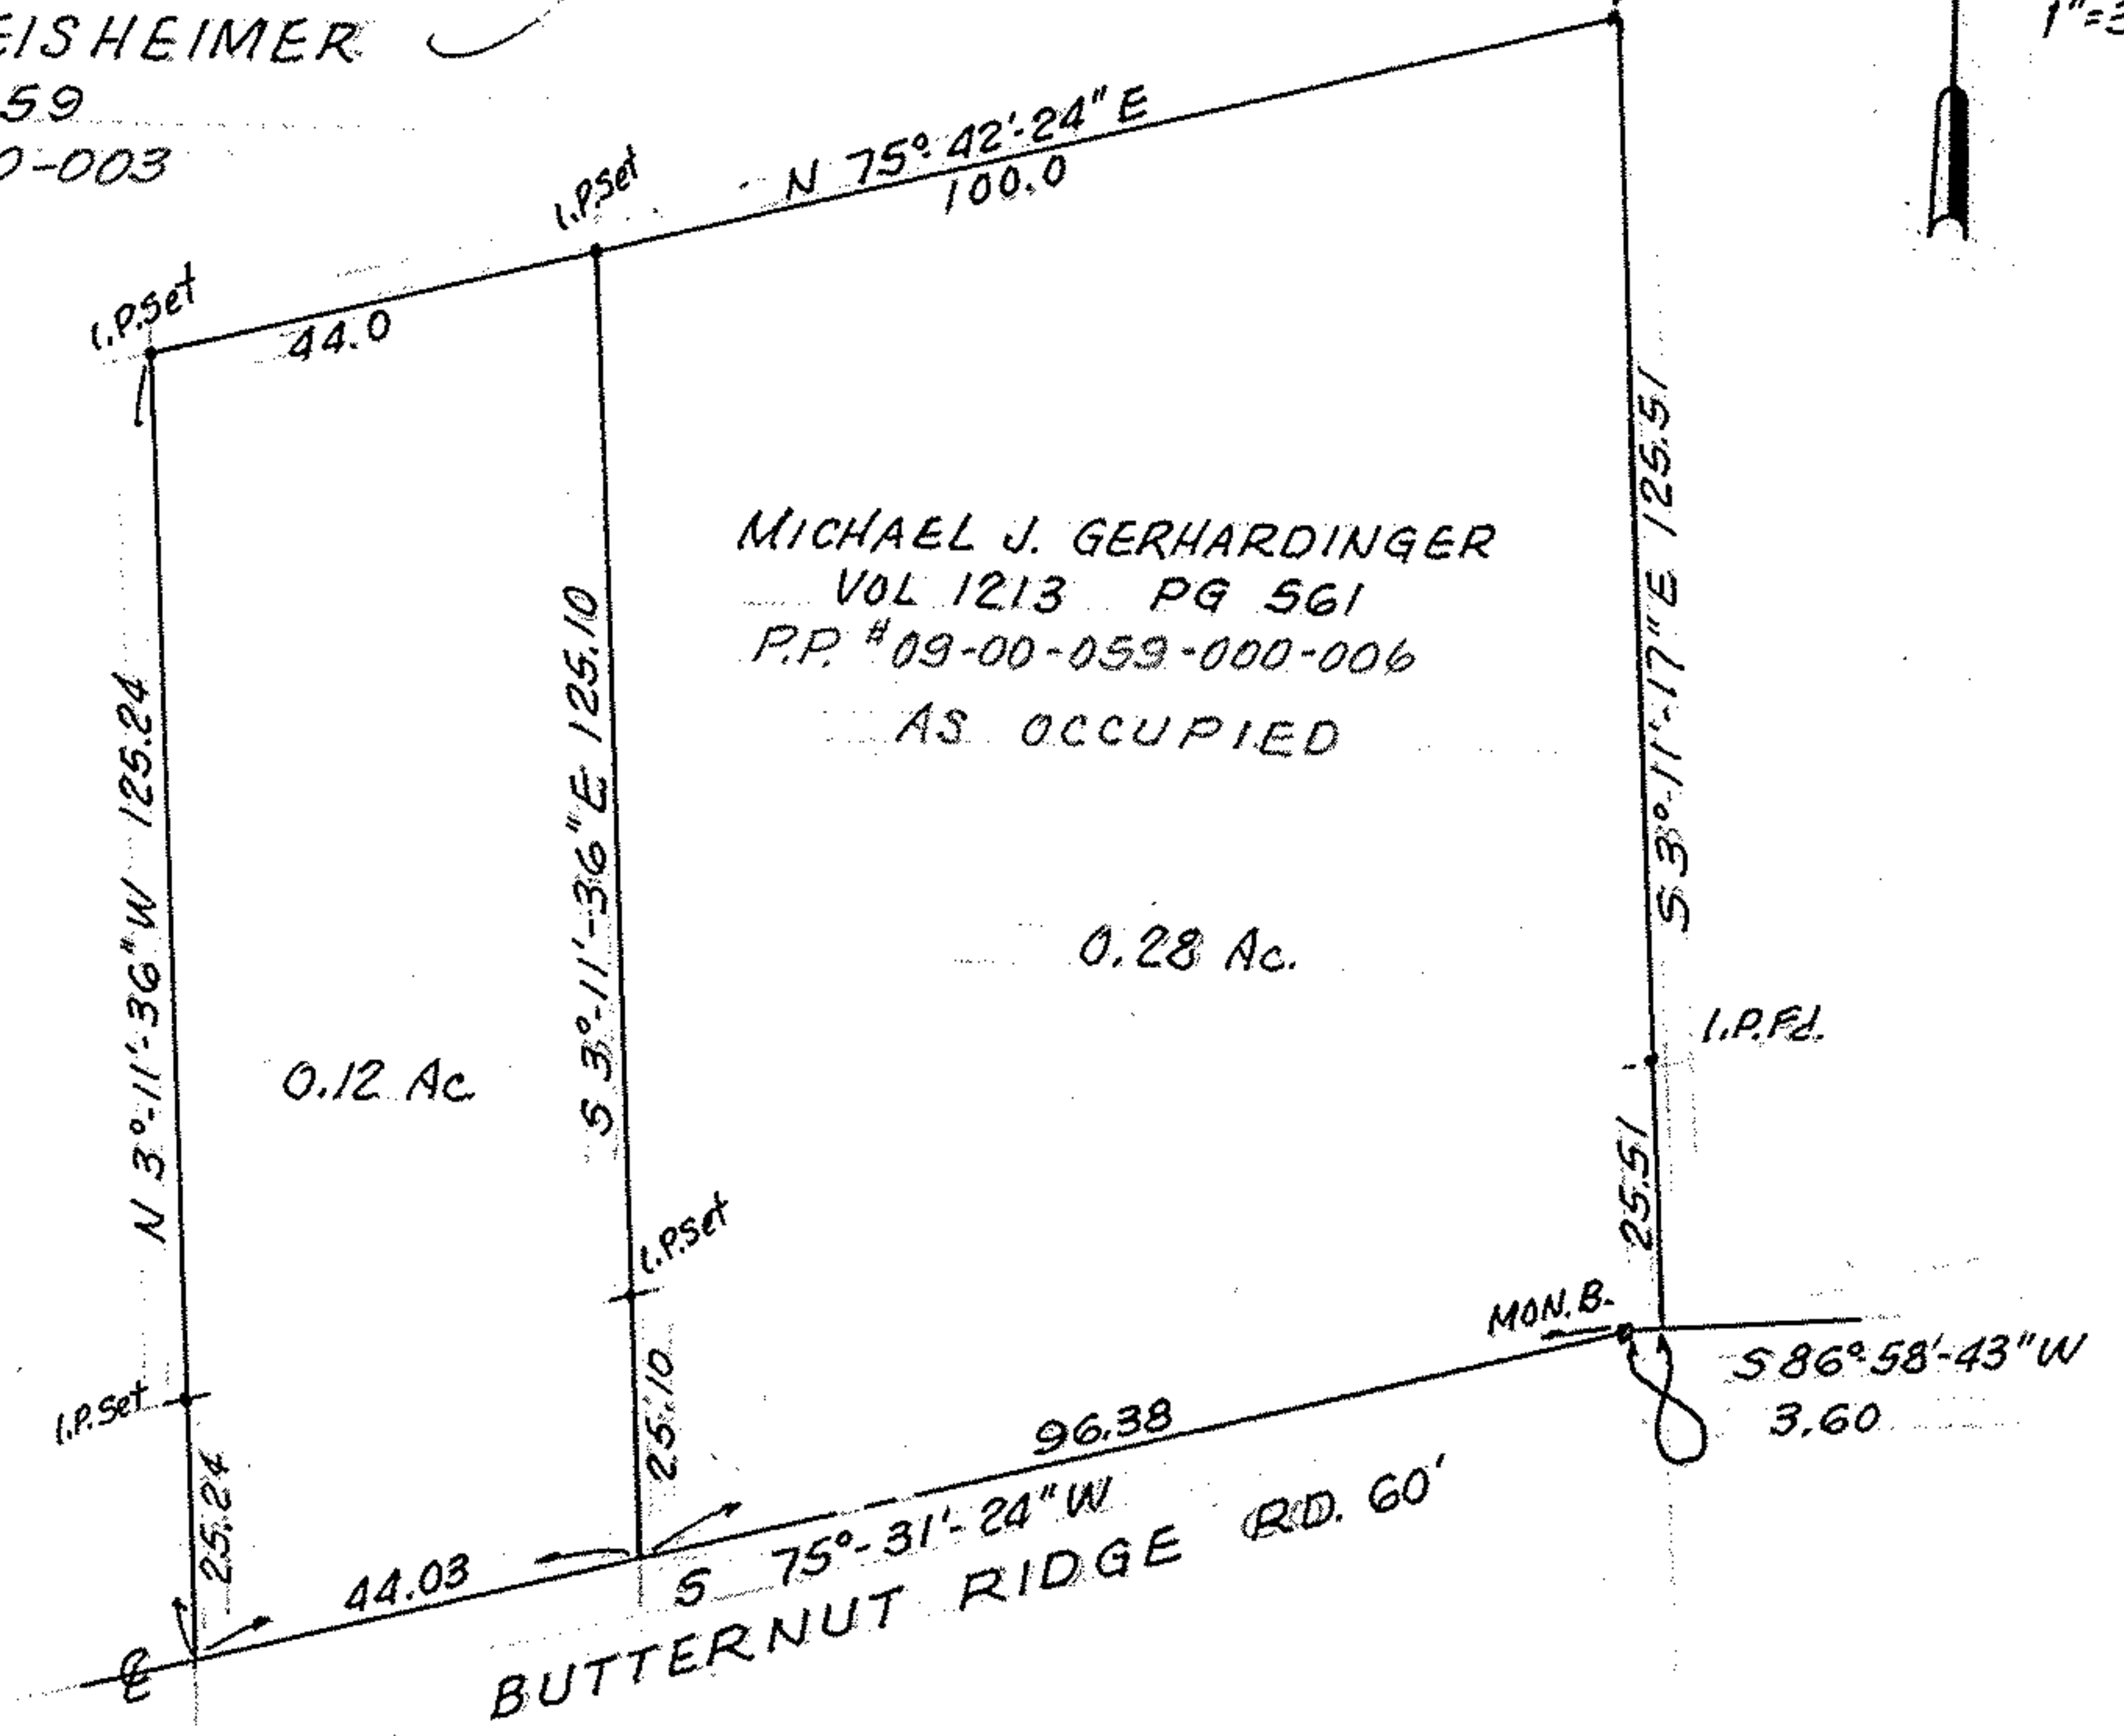 EISHEIMER
59
0-003
1"=3
N 75°-42'-24" E
100.0
I.P.Set
I.P.Set
44.0
S 3°-11'-17" E 125.51
MICHAEL J. GERHARDINGER
VOL 1213 PG 561
P.P. #09-00-059-000-006
AS OCCUPIED
N 3°-11'-36" W 125.24
S 3°-11'-36" E 125.10
0.28 Ac.
0.12 Ac
I.P.Fd.
25.51
I.P.Set
MON. B.
S 86°-58'-43" W
3.60
I.P.Set
25.24
25.10
96.38
44.03
S 75°-31'-24" W
BUTTERNUT RIDGE RD. 60'
℄